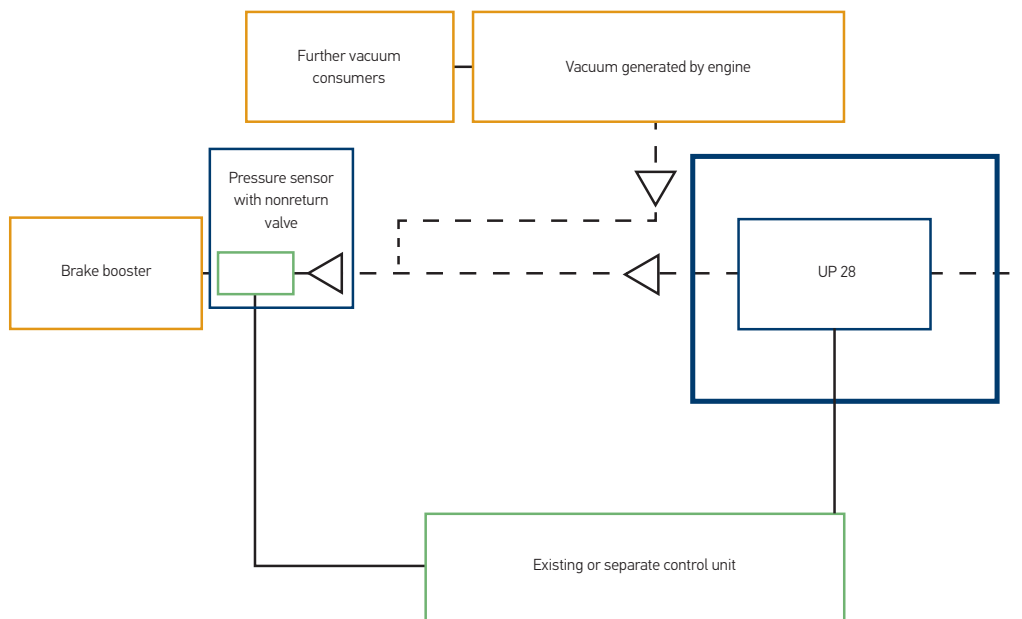 Further vacuum
consumers
Vacuum generated by engine
Pressure sensor
with nonreturn
valve
Brake booster
UP 28
Existing or separate control unit